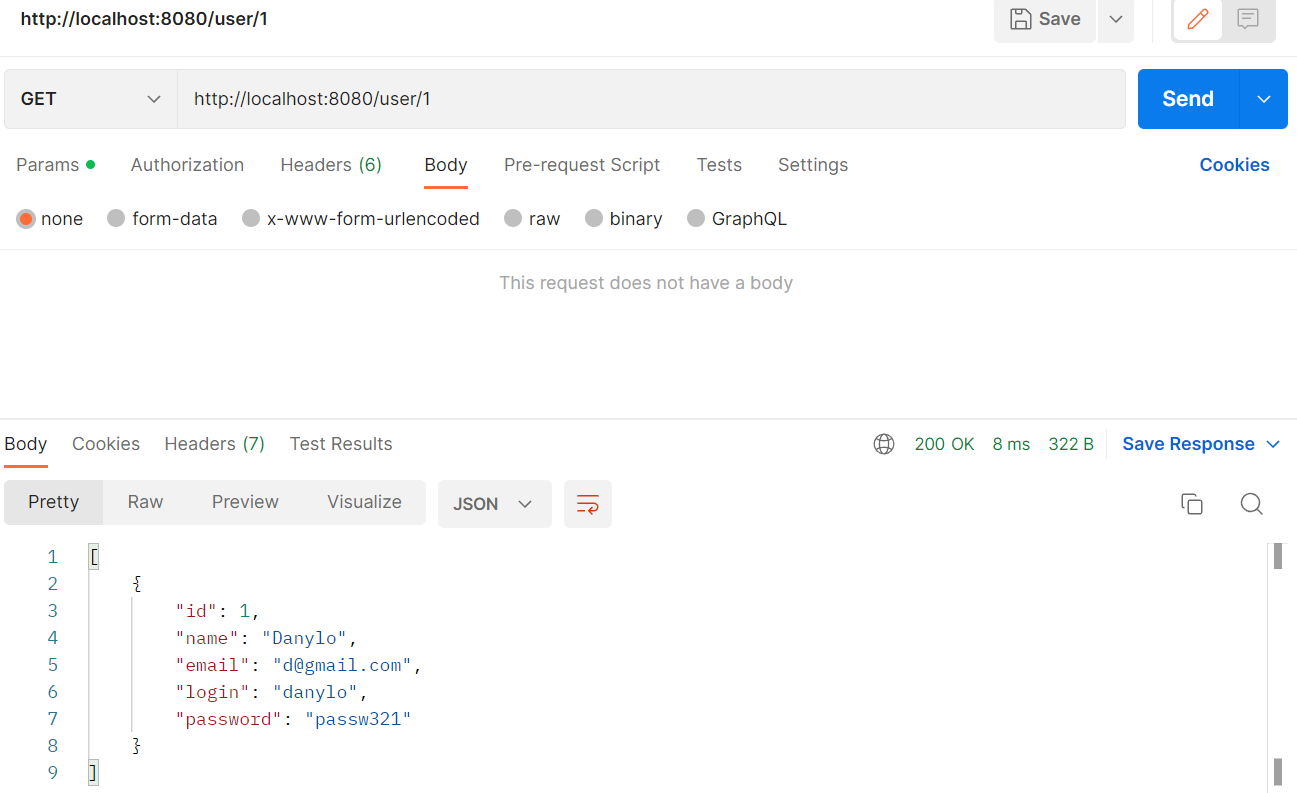 http://localhost:8080/user/1 Save
GET http://localhost:8080/user/1 Send
Params Authorization Headers (6) Body Pre-request Script Tests Settings Cookies
none form-data x-www-form-urlencoded raw binary GraphQL
This request does not have a body
Body Cookies Headers (7) Test Results 200 OK 8 ms 322 B Save Response
Pretty Raw Preview Visualize JSON
1 [
2 {
3 "id": 1,
4 "name": "Danylo",
5 "email": "d@gmail.com",
6 "login": "danylo",
7 "password": "passw321"
8 }
9 ]